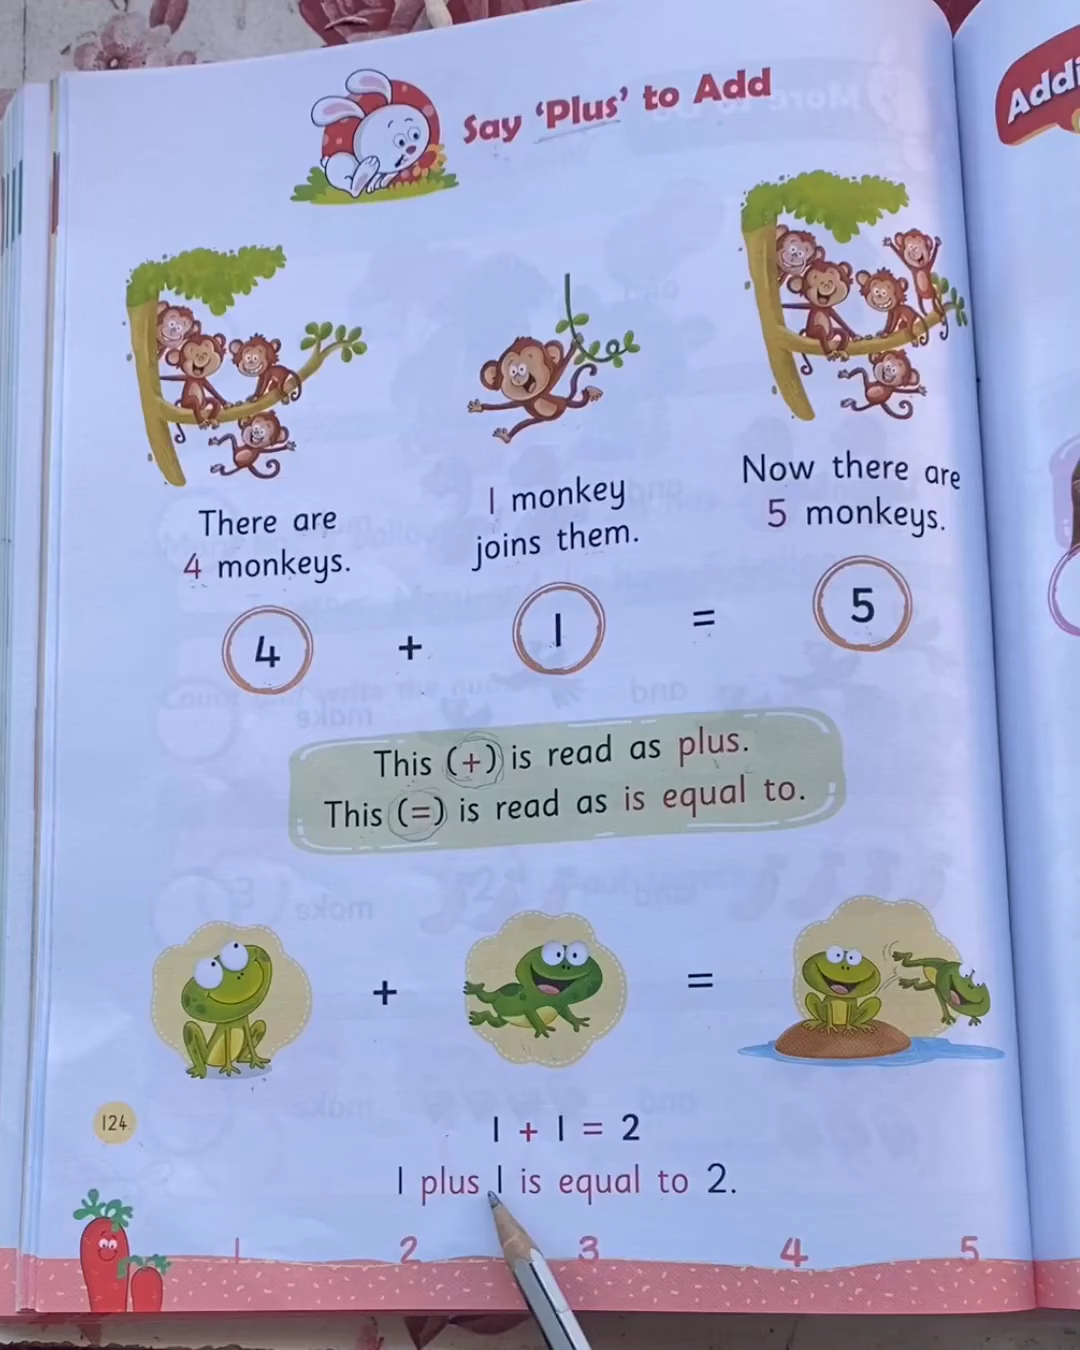 Say ‘Plus’ to Add
Addi
There are
4 monkeys.
1 monkey
joins them.
Now there are
5 monkeys.
4 + 1 = 5
This (+) is read as plus.
This (=) is read as is equal to.
+ =
124
1 + 1 = 2
1 plus 1 is equal to 2.
1 2 3 4 5